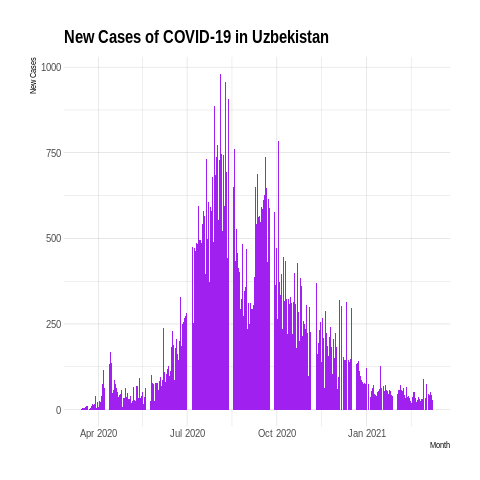 New Cases of COVID-19 in Uzbekistan
New Cases
1000
750
500
250
0
Apr 2020
Jul 2020
Oct 2020
Jan 2021
Month